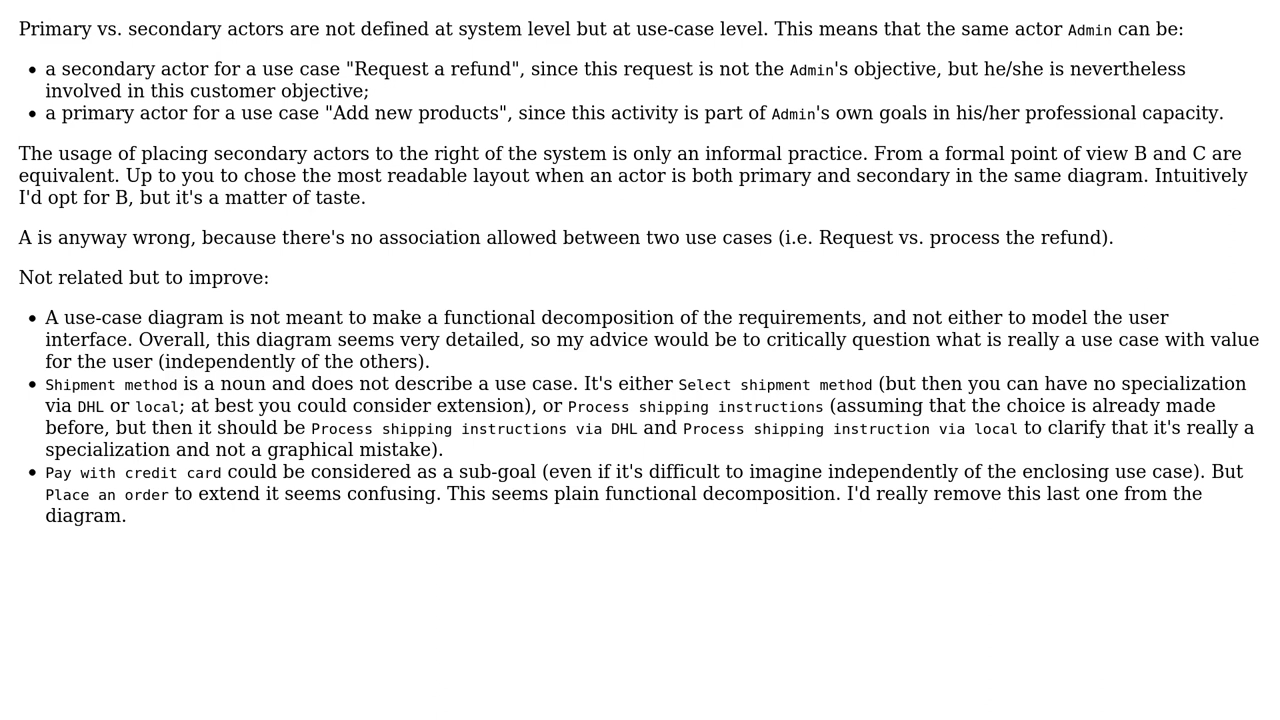 Primary vs. secondary actors are not defined at system level but at use-case level. This means that the same actor Admin can be:
• a secondary actor for a use case "Request a refund", since this request is not the Admin's objective, but he/she is nevertheless
involved in this customer objective;
• a primary actor for a use case "Add new products", since this activity is part of Admin's own goals in his/her professional capacity.
The usage of placing secondary actors to the right of the system is only an informal practice. From a formal point of view B and C are
equivalent. Up to you to chose the most readable layout when an actor is both primary and secondary in the same diagram. Intuitively
I'd opt for B, but it's a matter of taste.
A is anyway wrong, because there's no association allowed between two use cases (i.e. Request vs. process the refund).
Not related but to improve:
• A use-case diagram is not meant to make a functional decomposition of the requirements, and not either to model the user
interface. Overall, this diagram seems very detailed, so my advice would be to critically question what is really a use case with value
for the user (independently of the others).
• Shipment method is a noun and does not describe a use case. It's either Select shipment method (but then you can have no specialization
via DHL or local; at best you could consider extension), or Process shipping instructions (assuming that the choice is already made
before, but then it should be Process shipping instructions via DHL and Process shipping instruction via local to clarify that it's really a
specialization and not a graphical mistake).
• Pay with credit card could be considered as a sub-goal (even if it's difficult to imagine independently of the enclosing use case). But
Place an order to extend it seems confusing. This seems plain functional decomposition. I'd really remove this last one from the
diagram.